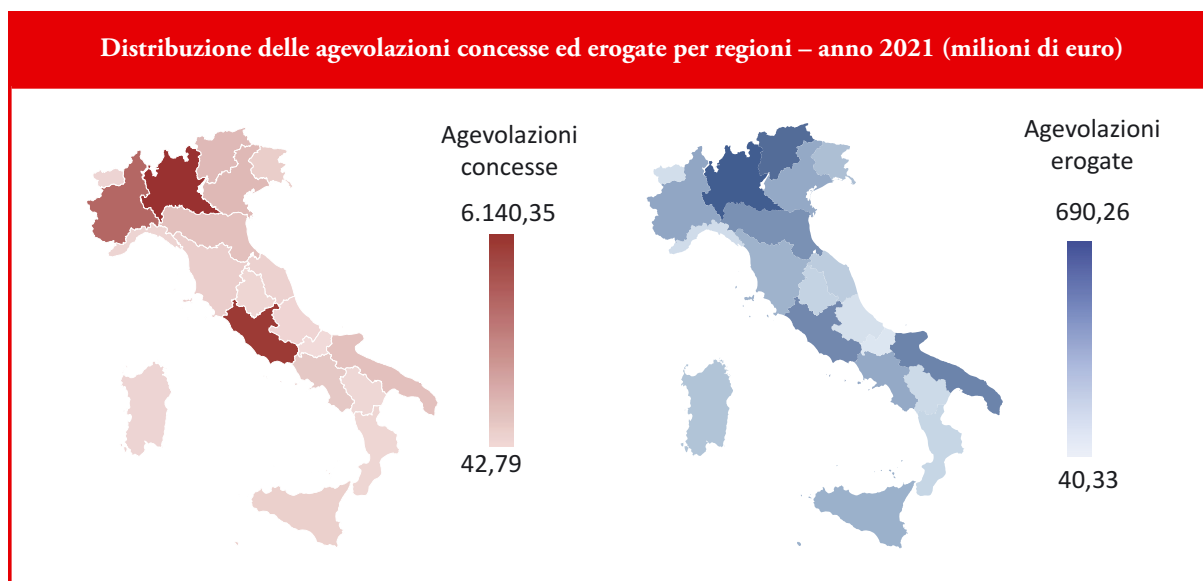 Distribuzione delle agevolazioni concesse ed erogate per regioni – anno 2021 (milioni di euro)
Agevolazioni
concesse
6.140,35
42,79
Agevolazioni
erogate
690,26
40,33